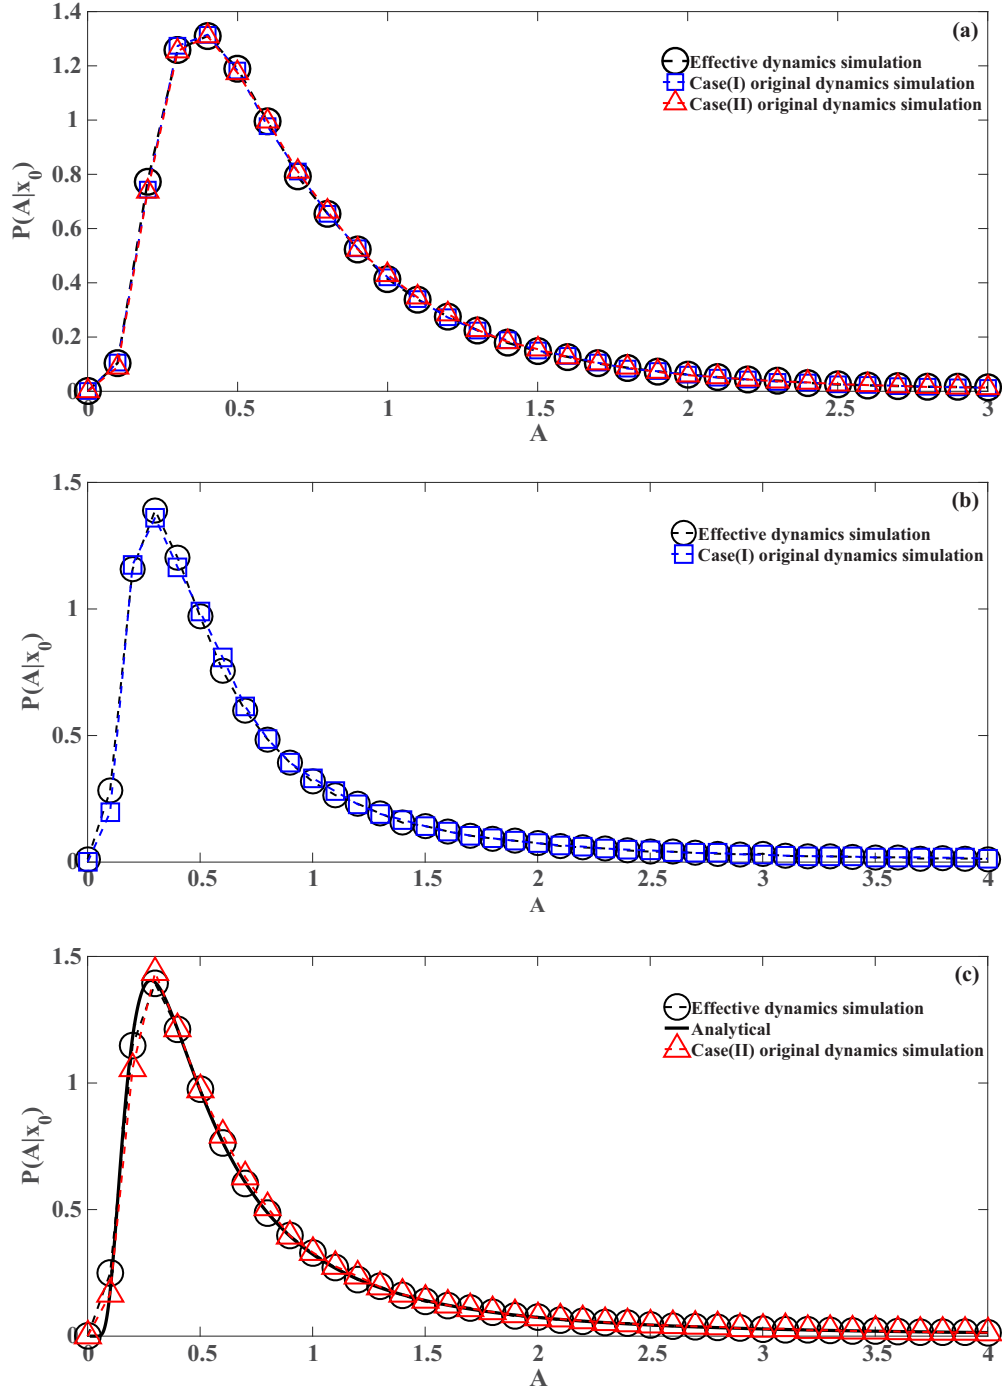 (a)
1.4
1.2
1
0.8
0.6
0.4
0.2
0
P(A|x0)
Effective dynamics simulation
Case(I) original dynamics simulation
Case(II) original dynamics simulation
0 0.5 1 1.5 2 2.5 3
A
(b)
1.5
1
0.5
0
P(A|x0)
Effective dynamics simulation
Case(I) original dynamics simulation
0 0.5 1 1.5 2 2.5 3 3.5 4
A
(c)
1.5
1
0.5
0
P(A|x0)
Effective dynamics simulation
Analytical
Case(II) original dynamics simulation
0 0.5 1 1.5 2 2.5 3 3.5 4
A